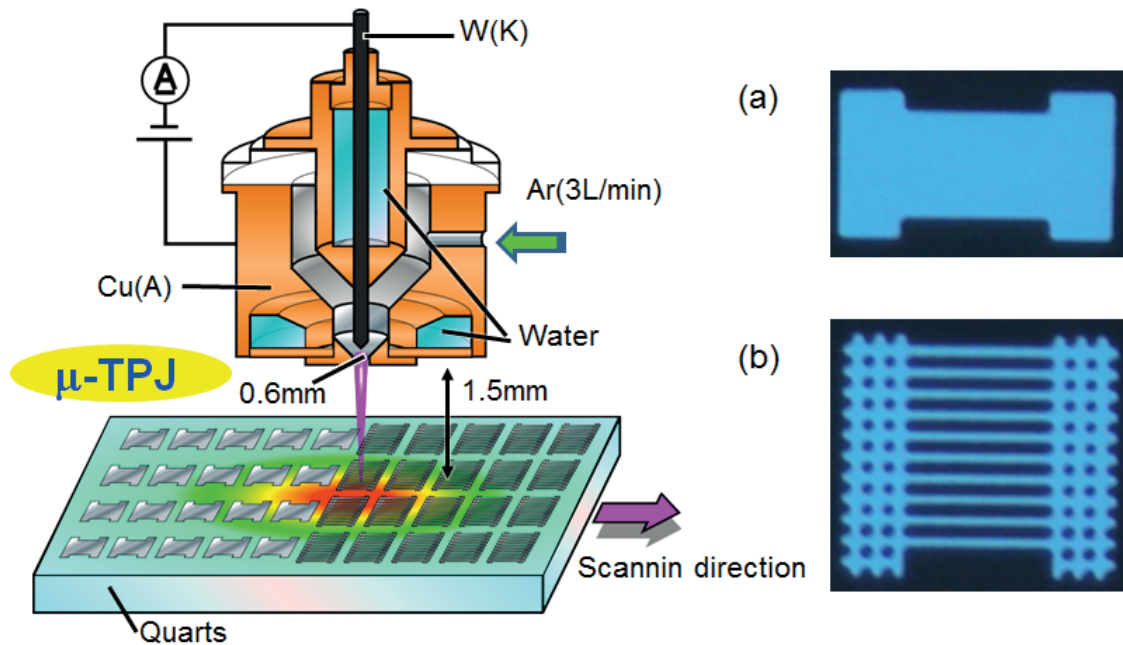 W(K)
A
Ar(3L/min)
Cu(A)
Water
μ-TPJ
0.6mm
1.5mm
Scannin direction
Quarts
(a)
(b)